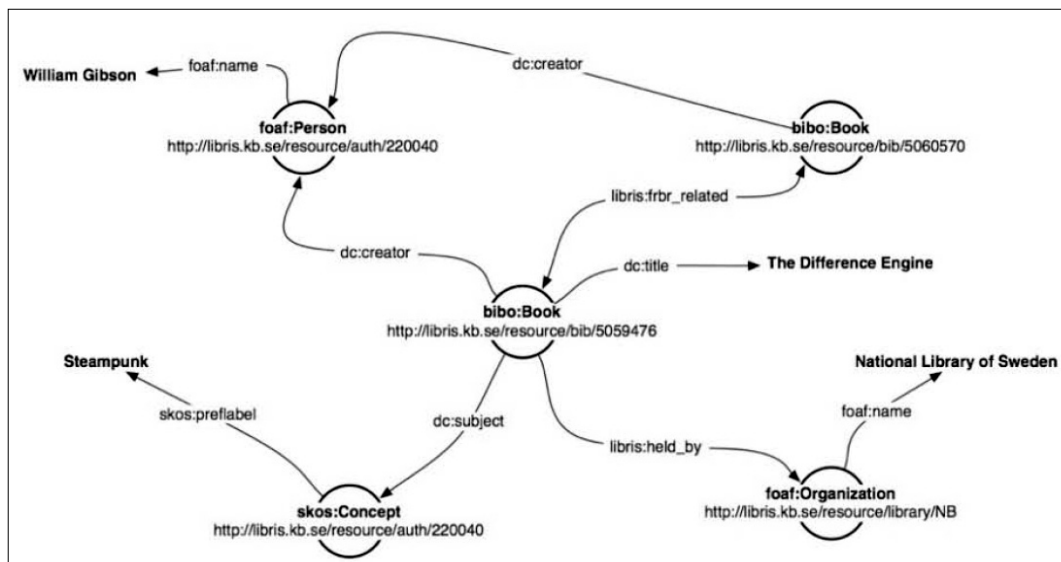 dc:creator
foaf:name
William Gibson
foaf:Person
http://libris.kb.se/resource/auth/220040
bibo:Book
http://libris.kb.se/resource/bib/5060570
libris:frbr_related
dc:creator
dc:title
The Difference Engine
bibo:Book
http://libris.kb.se/resource/bib/5059476
Steampunk
National Library of Sweden
skos:preflabel
dc:subject
foaf:name
libris:held_by
skos:Concept
http://libris.kb.se/resource/auth/220040
foaf:Organization
http://libris.kb.se/resource/library/NB